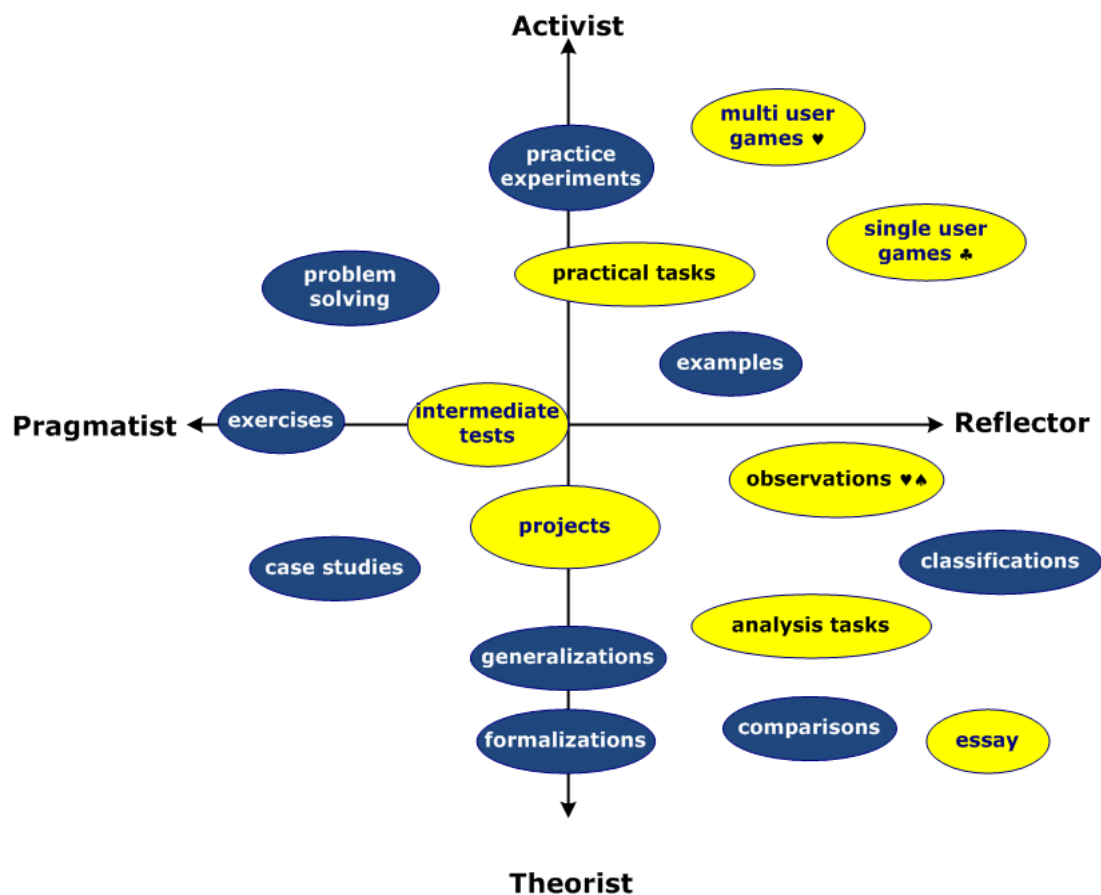 Activist
multi user
games ♥
practice
experiments
single user
games ♣
practical tasks
problem
solving
examples
Pragmatist
exercises
intermediate
tests
Reflector
observations ♥♠
projects
case studies
classifications
analysis tasks
generalizations
formalizations
comparisons
essay
Theorist